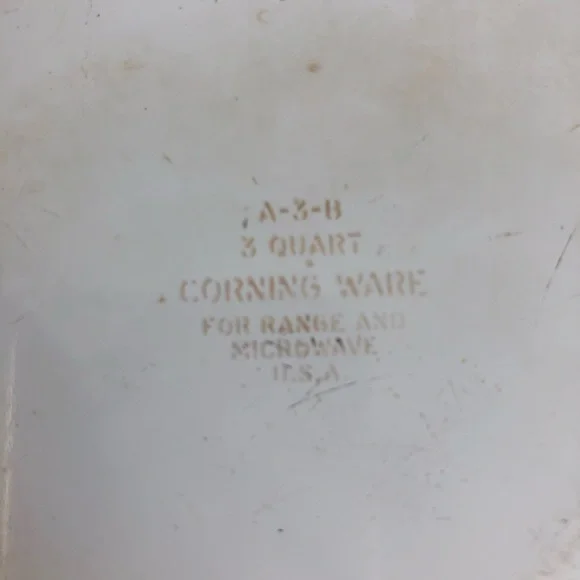 A-3-B
3 QUART
CORNING WARE
FOR RANGE AND
MICROWAVE
U.S.A